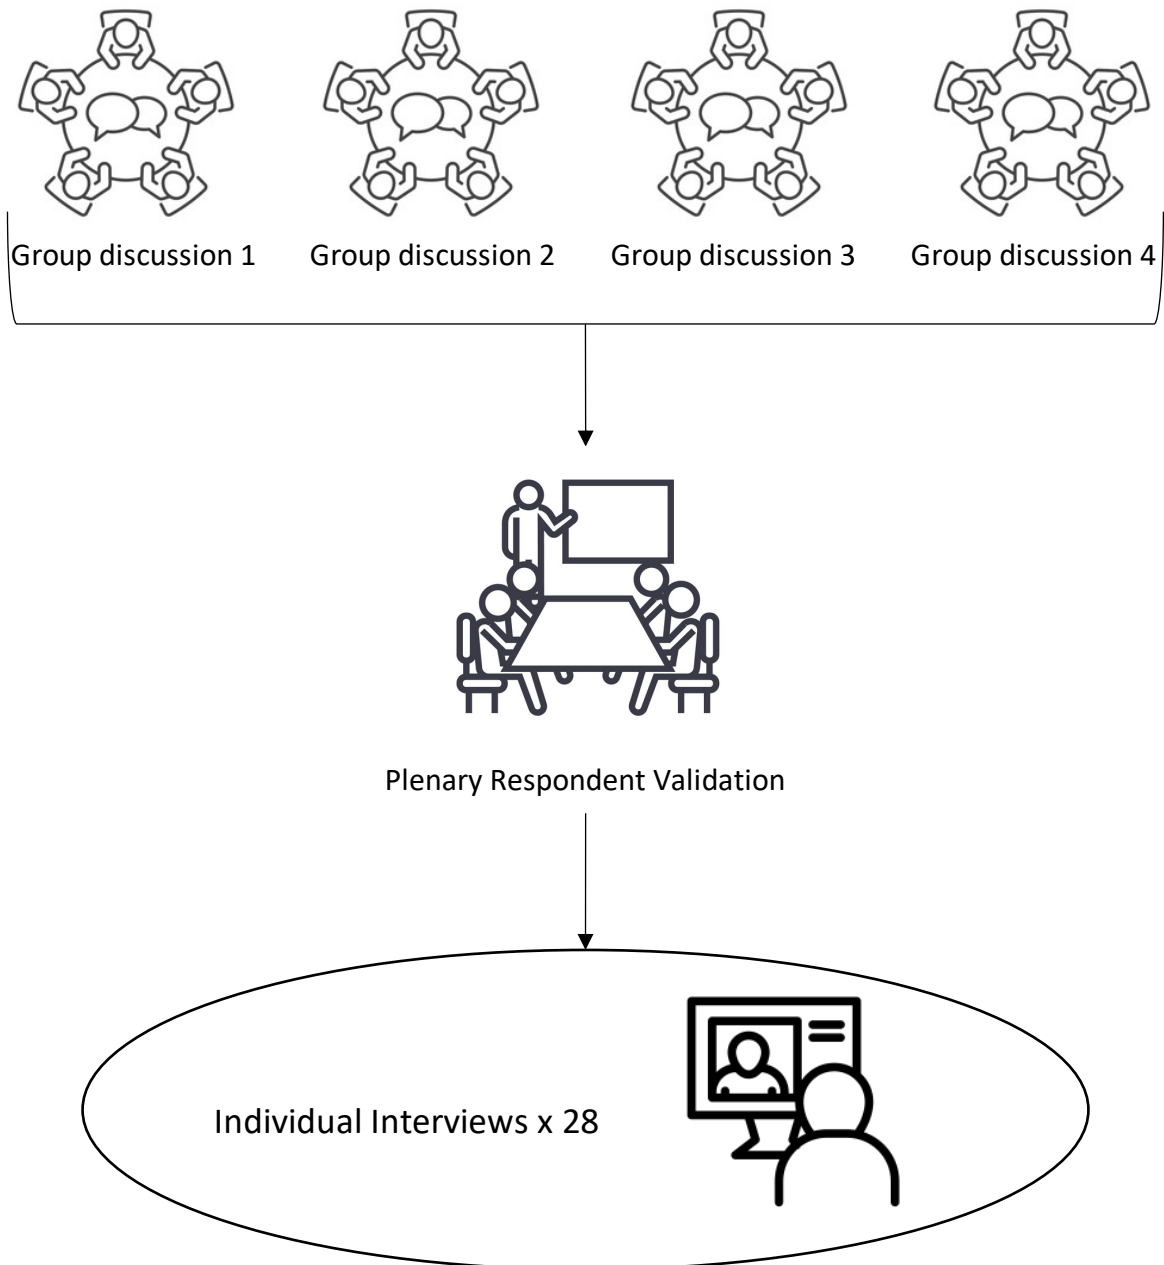 Group discussion 1
Group discussion 2
Group discussion 3
Group discussion 4
Plenary Respondent Validation
Individual Interviews x 28